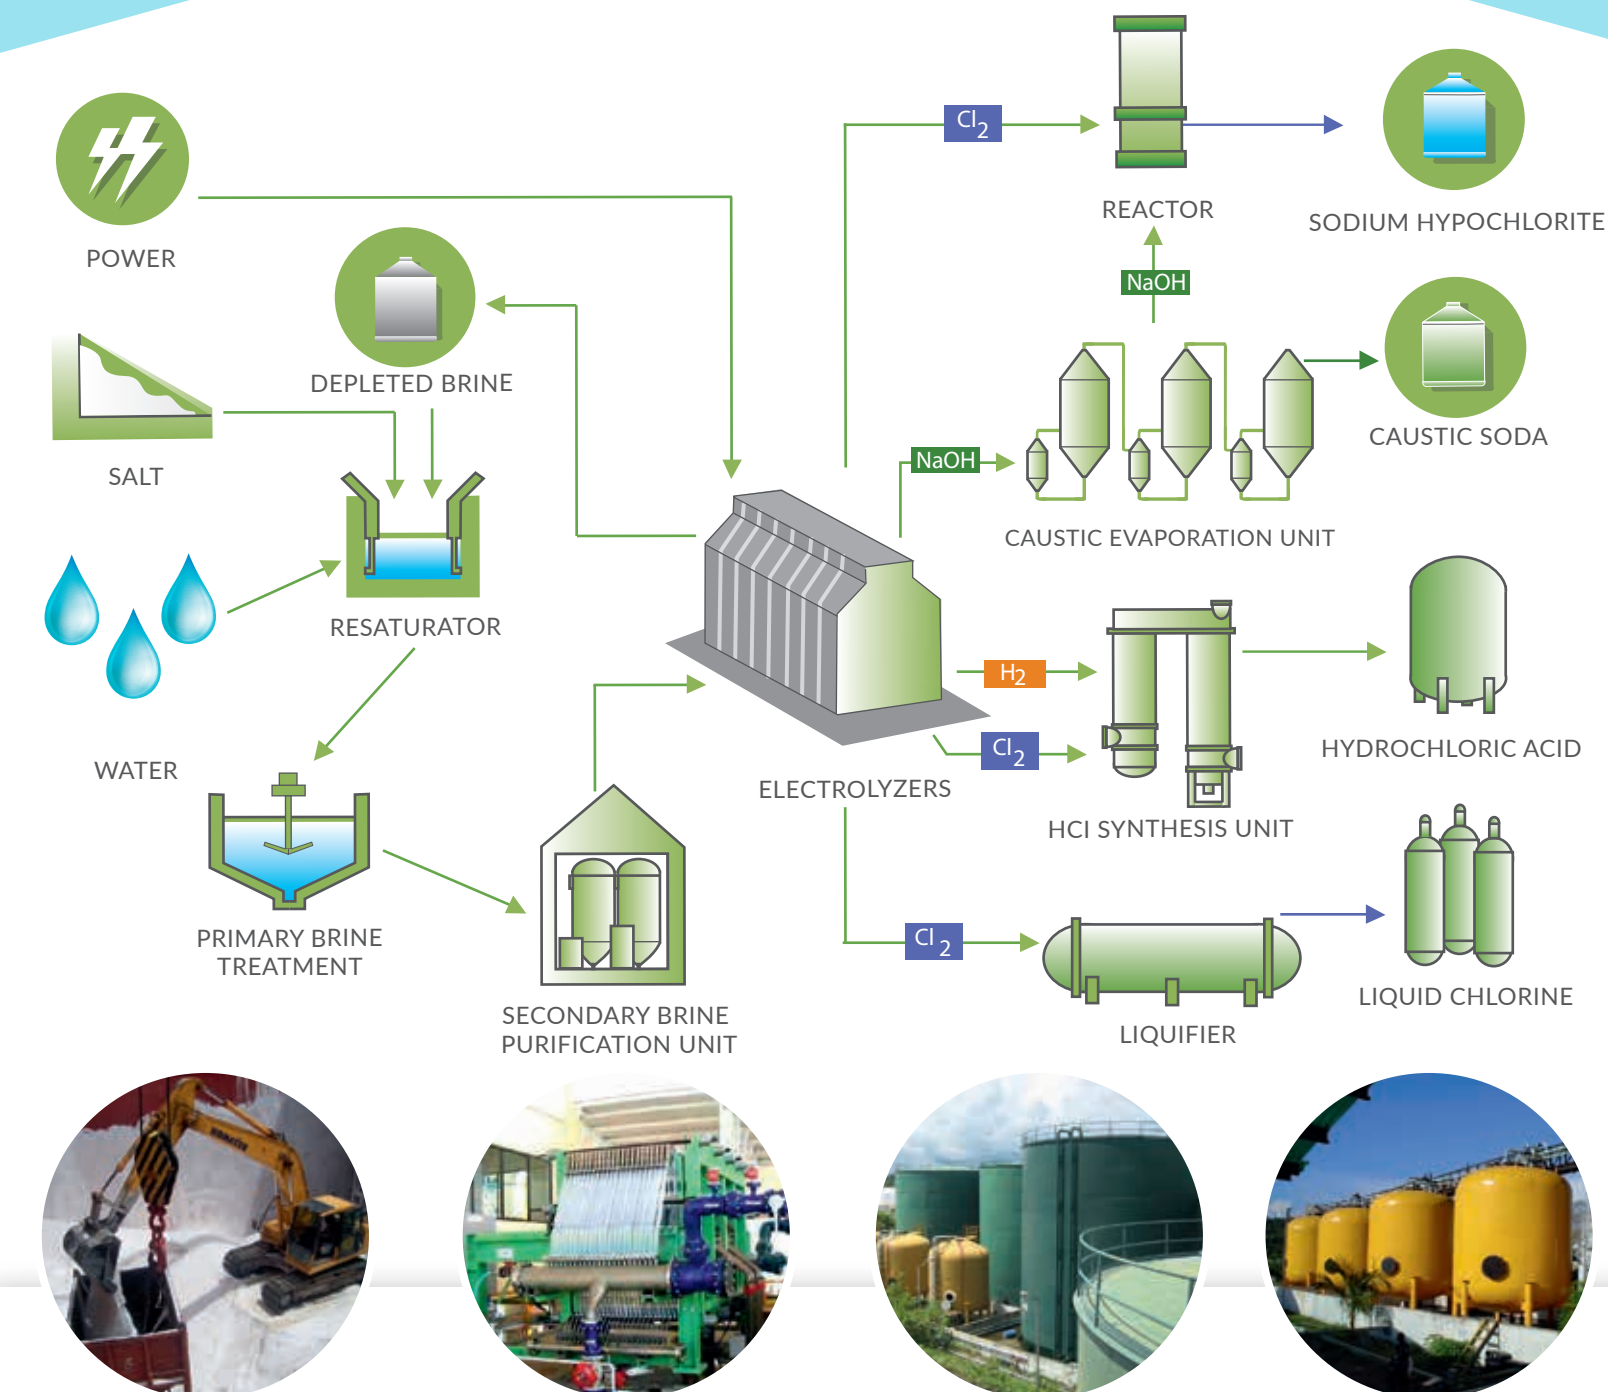 Cl2
REACTOR
SODIUM HYPOCHLORITE
POWER
NaOH
DEPLETED BRINE
CAUSTIC SODA
SALT
NaOH
CAUSTIC EVAPORATION UNIT
RESATURATOR
H2
WATER
Cl2
HYDROCHLORIC ACID
ELECTROLYZERS
HCl SYNTHESIS UNIT
PRIMARY BRINE
TREATMENT
Cl2
LIQUID CHLORINE
SECONDARY BRINE
PURIFICATION UNIT
LIQUIFIER
KOMATSU